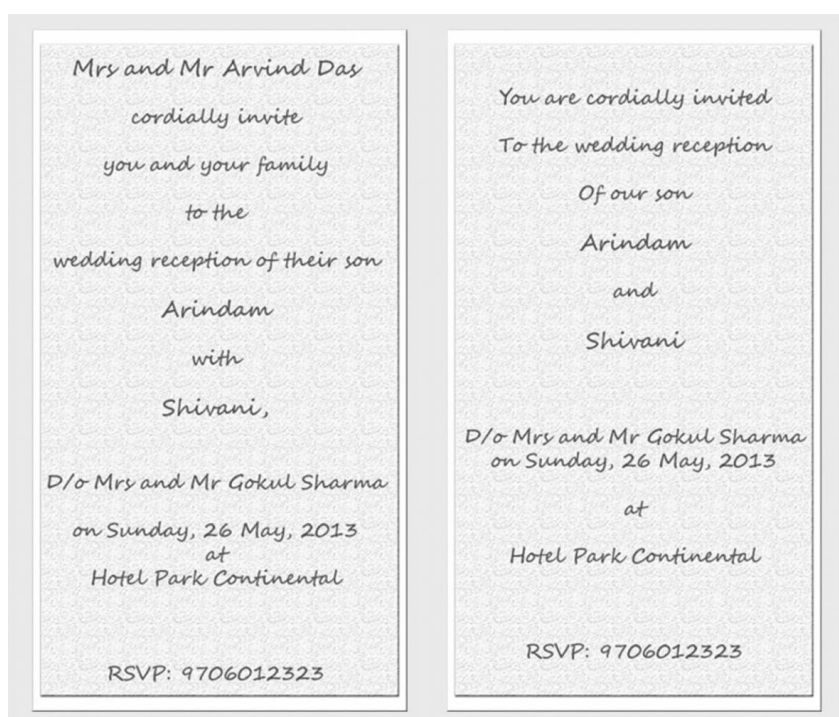 Mrs and Mr Arvind Das
cordially invite
you and your family
to the
wedding reception of their son
Arindam
with
Shivani,
D/o Mrs and Mr Gokul Sharma
on Sunday, 26 May, 2013
at
Hotel Park Continental
RSVP: 9706012323
You are cordially invited
To the wedding reception
Of our son
Arindam
and
Shivani
D/o Mrs and Mr Gokul Sharma
on Sunday, 26 May, 2013
at
Hotel Park Continental
RSVP: 9706012323